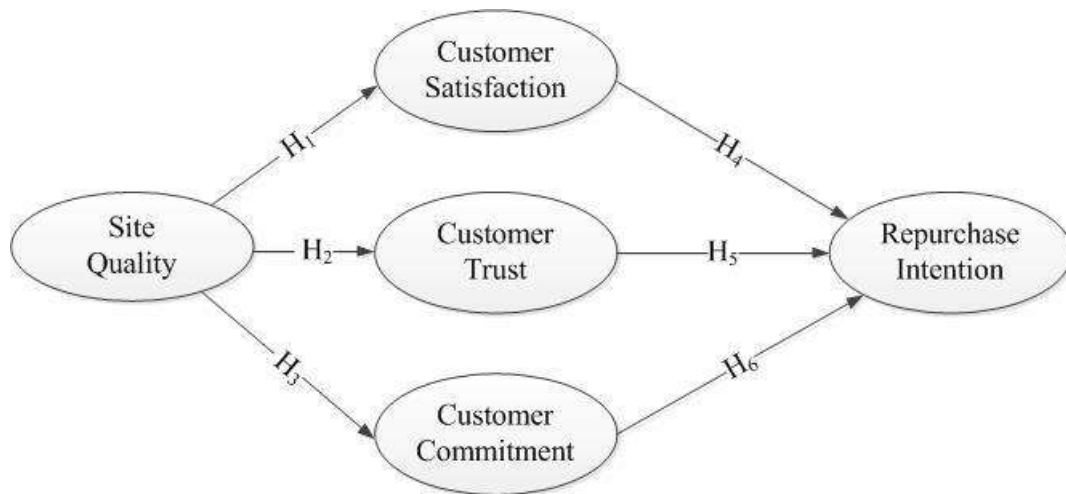 Customer
Satisfaction
H₁
H₄
Site
Quality
H₂
Customer
Trust
H₅
Repurchase
Intention
H₃
H₆
Customer
Commitment